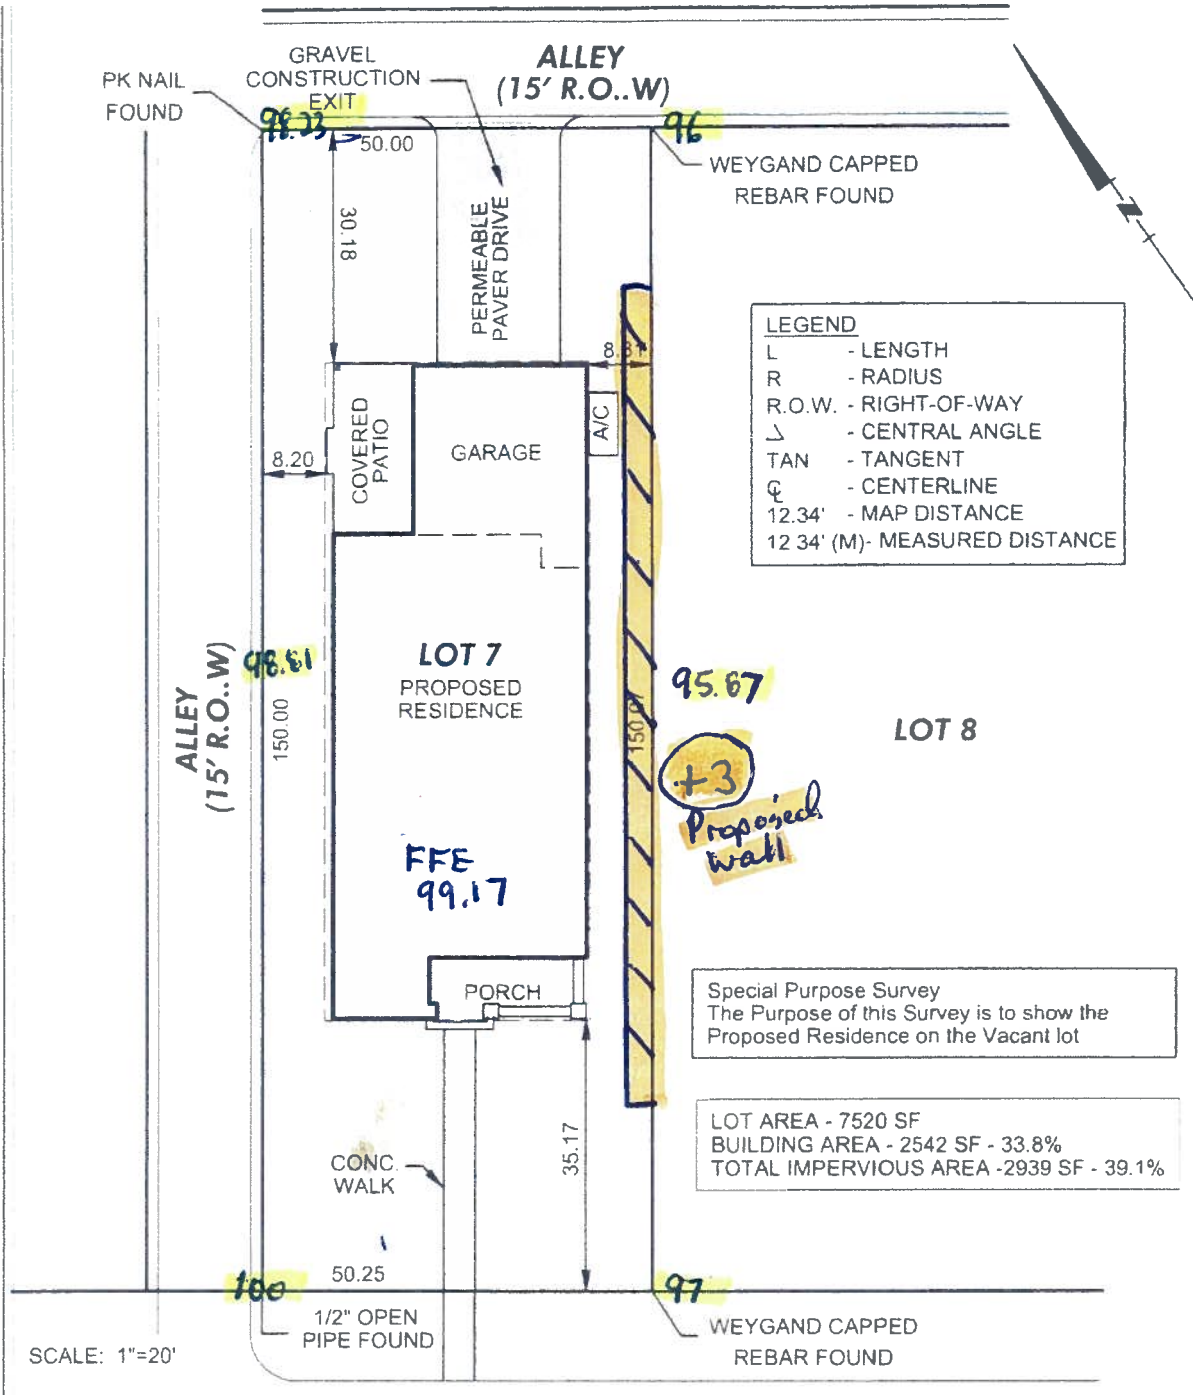 GRAVEL
CONSTRUCTION
EXIT
ALLEY
(15' R.O..W)
PK NAIL
FOUND
98.33
50.00
96
WEYGAND CAPPED
REBAR FOUND
N
30.18
PERMEABLE
PAVER DRIVE
LEGEND
L - LENGTH
R - RADIUS
R.O.W. - RIGHT-OF-WAY
△ - CENTRAL ANGLE
TAN - TANGENT
℄ - CENTERLINE
12.34' - MAP DISTANCE
12 34' (M)- MEASURED DISTANCE
A/C
COVERED
PATIO
GARAGE
8.20
ALLEY
(15' R.O..W)
98.81
150.00
LOT 7
PROPOSED
RESIDENCE
95.67
LOT 8
+3
Proposed
wall
FFE
99.17
PORCH
Special Purpose Survey
The Purpose of this Survey is to show the
Proposed Residence on the Vacant lot
LOT AREA - 7520 SF
BUILDING AREA - 2542 SF - 33.8%
TOTAL IMPERVIOUS AREA -2939 SF - 39.1%
35.17
CONC.
WALK
100
50.25
97
1/2" OPEN
PIPE FOUND
WEYGAND CAPPED
REBAR FOUND
SCALE: 1"=20'